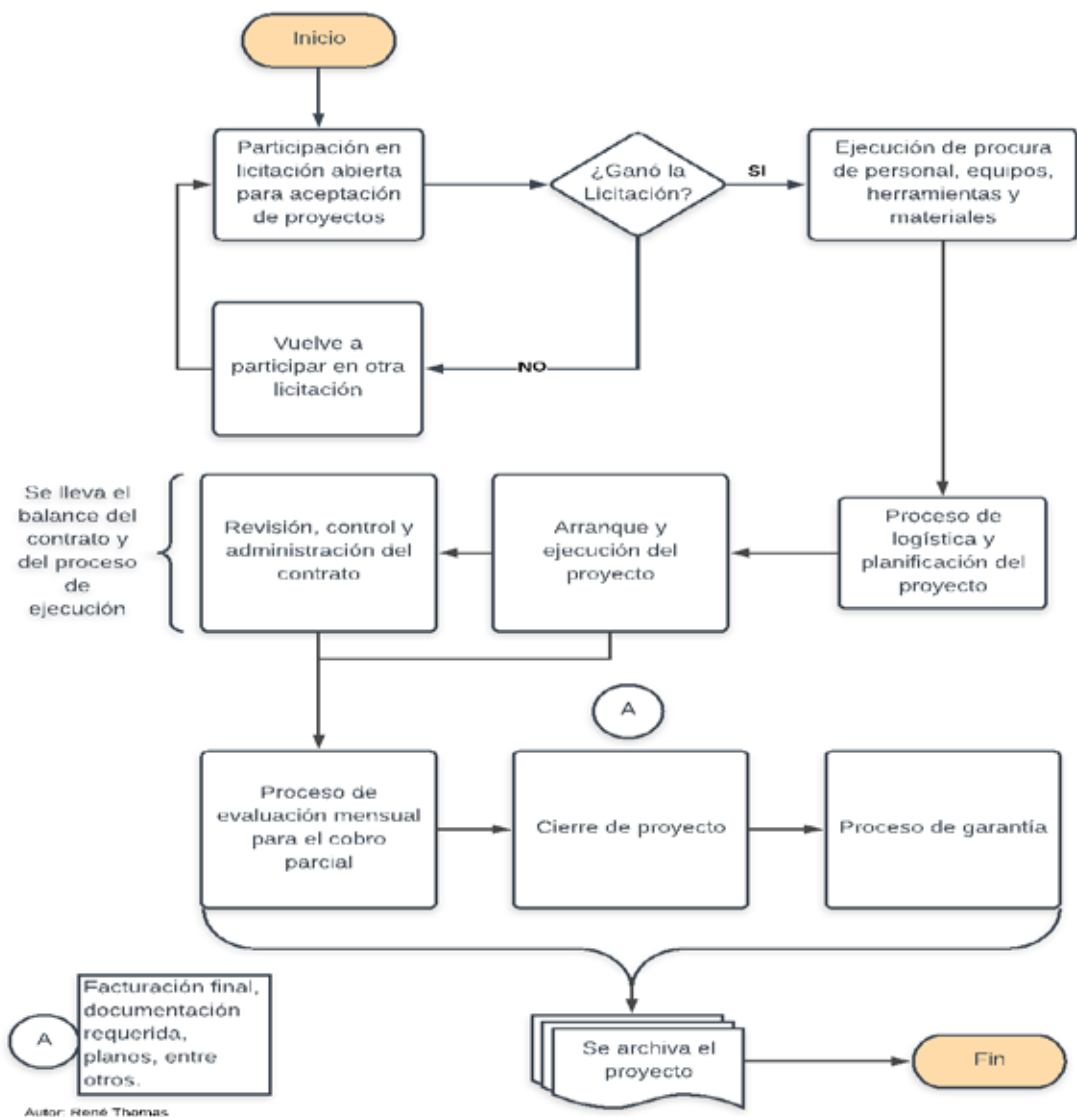 Inicio
Participación en
licitación abierta
para aceptación
de proyectos
¿Ganó la
Licitación?
SI
Ejecución de procura
de personal, equipos,
herramientas y
materiales
Vuelve a
participar en otra
licitación
NO
Se lleva el
balance del
contrato y
del proceso
de
ejecución
Revisión, control y
administración del
contrato
Arranque y
ejecución del
proyecto
Proceso de
logística y
planificación del
proyecto
A
Proceso de
evaluación mensual
para el cobro
parcial
Cierre de proyecto
Proceso de garantía
A
Facturación final,
documentación
requerida,
planos, entre
otros.
Se archiva el
proyecto
Fin
Autor: René Thomas